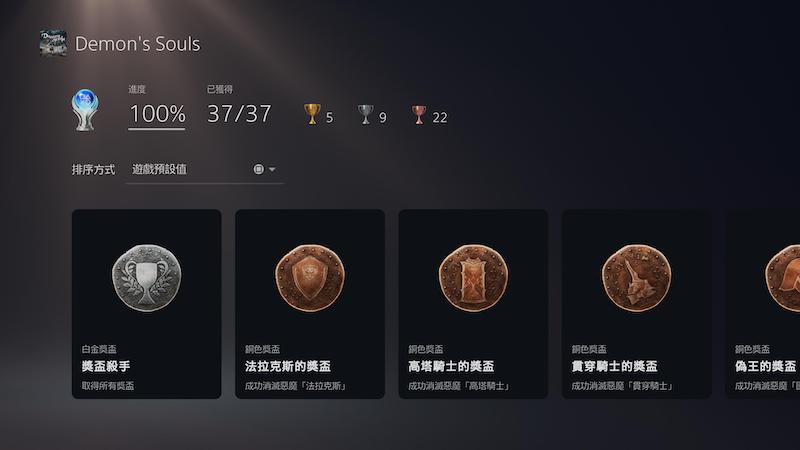 Demon's Souls
進度
已獲得
100%
37/37
5
9
22
排序方式
遊戲預設值
白金獎盃
獎盃殺手
取得所有獎盃
銅色獎盃
法拉克斯的獎盃
成功消滅惡魔「法拉克斯」
銅色獎盃
高塔騎士的獎盃
成功消滅惡魔「高塔騎士」
銅色獎盃
貫穿騎士的獎盃
成功消滅惡魔「貫穿騎士」
銅色獎盃
偽王的獎盃
成功消滅惡魔「